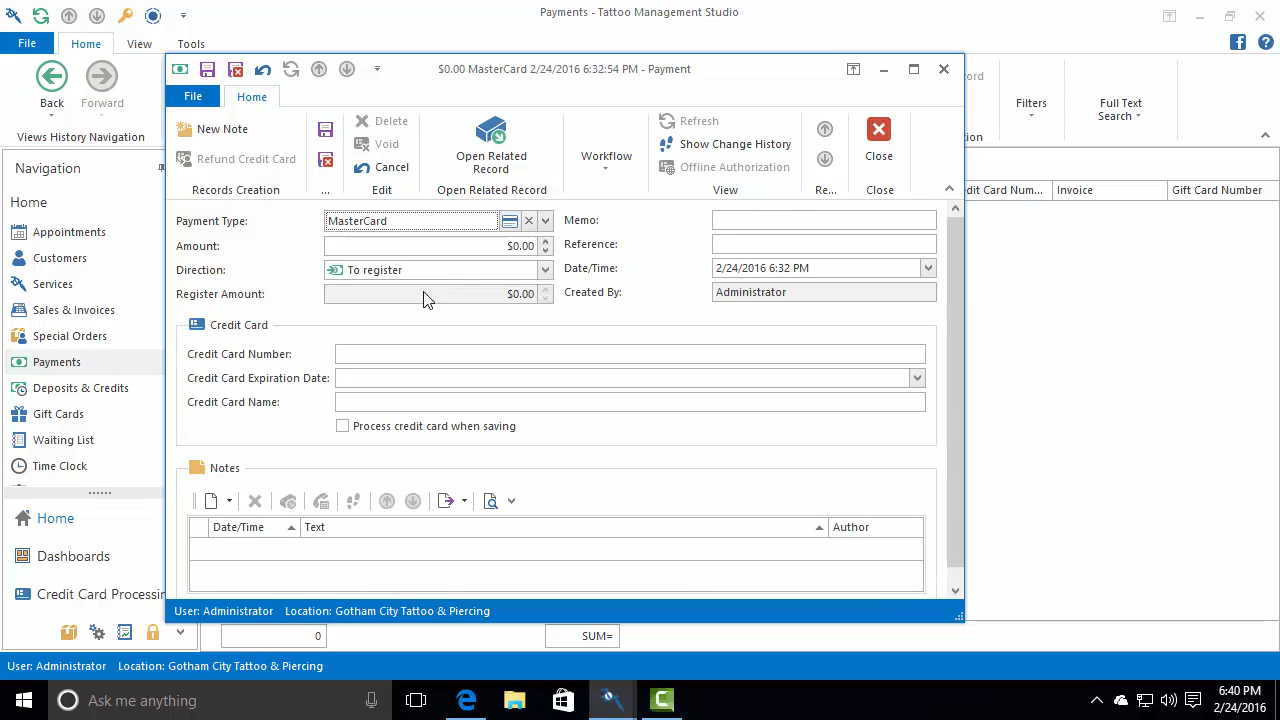 Payments - Tattoo Management Studio
File
Home
View
Tools
Back
Forward
Views History Navigation
Filters
Full Text
Search
Navigation
Home
Appointments
Customers
Services
Sales & Invoices
Special Orders
Payments
Deposits & Credits
Gift Cards
Waiting List
Time Clock
Home
Dashboards
Credit Card Processin
Invoice
Gift Card Number
$0.00 MasterCard 2/24/2016 6:32:54 PM - Payment
File
Home
New Note
Refund Credit Card
Records Creation
...
Delete
Void
Cancel
Edit
Open Related
Record
Open Related Record
Workflow
Refresh
Show Change History
Offline Authorization
View
Re...
Close
Close
Payment Type:
MasterCard
Memo:
Amount:
$0.00
Reference:
Direction:
To register
Date/Time:
2/24/2016 6:32 PM
Register Amount:
$0.00
Created By:
Administrator
Credit Card
Credit Card Number:
Credit Card Expiration Date:
Credit Card Name:
Process credit card when saving
Notes
Date/Time
Text
Author
User: Administrator
Location: Gotham City Tattoo & Piercing
0
SUM=
User: Administrator
Location: Gotham City Tattoo & Piercing
Ask me anything
6:40 PM
2/24/2016